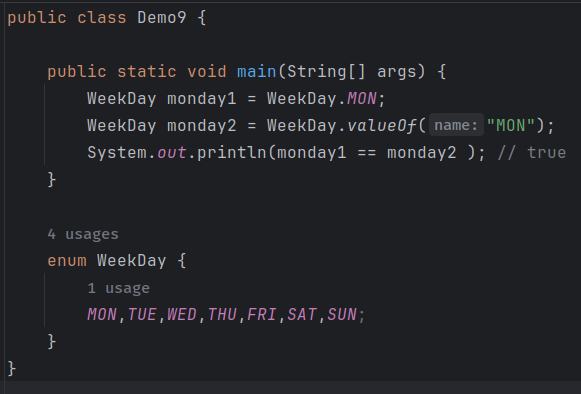 public class Demo9 {
public static void main(String[] args) {
WeekDay monday1 = WeekDay.MON;
WeekDay monday2 = WeekDay.valueOf( name: "MON");
System.out.println(monday1 == monday2 ); // true
}
4 usages
enum WeekDay {
1 usage
MON,TUE,WED,THU,FRI,SAT,SUN;
}
}